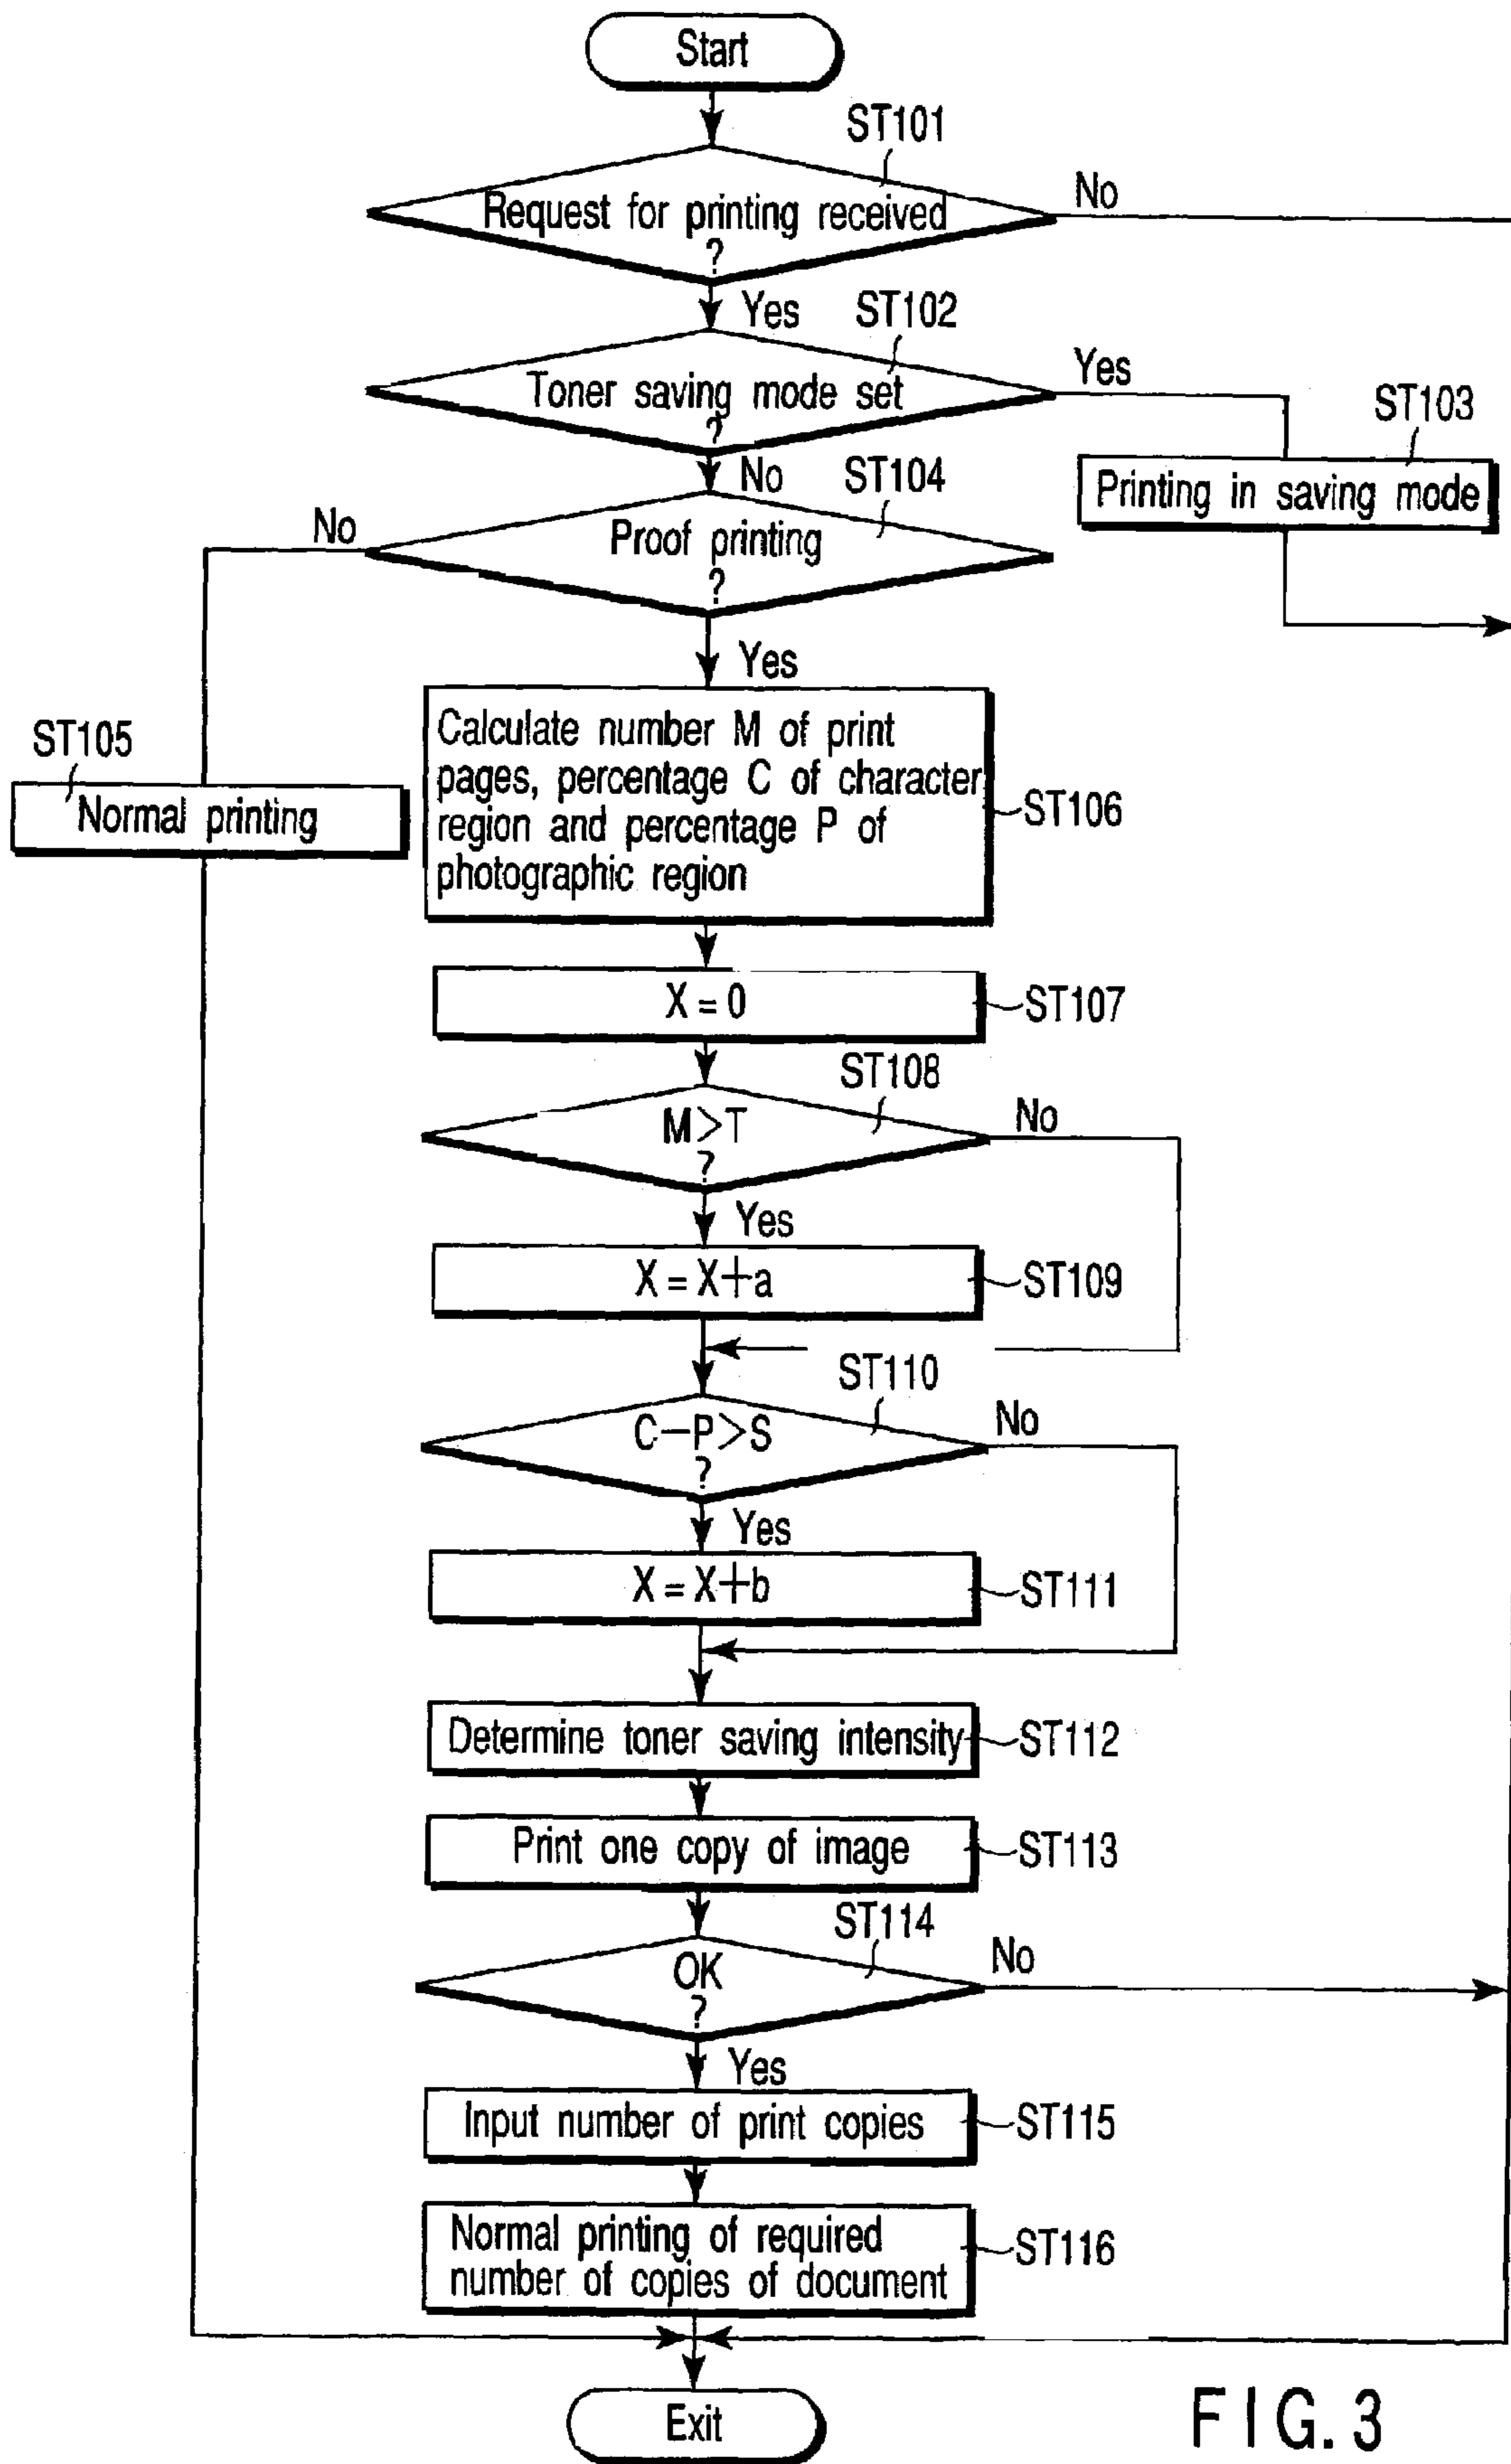 Start
ST101
Request for printing received
?
No
Yes
ST102
Toner saving mode set
?
Yes
ST103
Printing in saving mode
No
ST104
Proof printing
?
No
Yes
ST105
Normal printing
Calculate number M of print
pages, percentage C of character
region and percentage P of
photographic region
ST106
X = 0
ST107
ST108
M>T
?
No
Yes
X = X+a
ST109
ST110
C-P>S
?
No
Yes
X = X+b
ST111
Determine toner saving intensity
ST112
Print one copy of image
ST113
ST114
OK
?
No
Yes
Input number of print copies
ST115
Normal printing of required
number of copies of document
ST116
Exit
FIG. 3